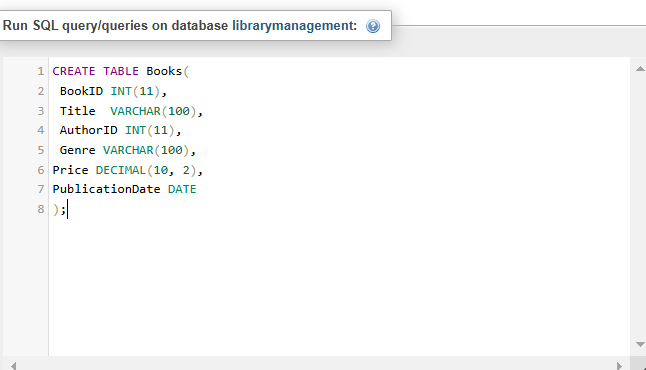 Run SQL query/queries on database librarymanagement:
1 CREATE TABLE Books(
2 BookID INT(11),
3 Title  VARCHAR(100),
4 AuthorID INT(11),
5 Genre VARCHAR(100),
6 Price DECIMAL(10, 2),
7 PublicationDate DATE
8 );